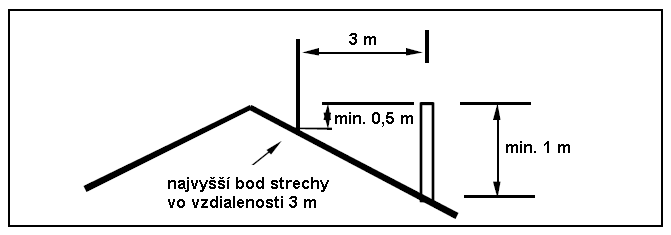 3 m
min. 0,5 m
min. 1 m
najvyšší bod strechy
vo vzdialenosti 3 m